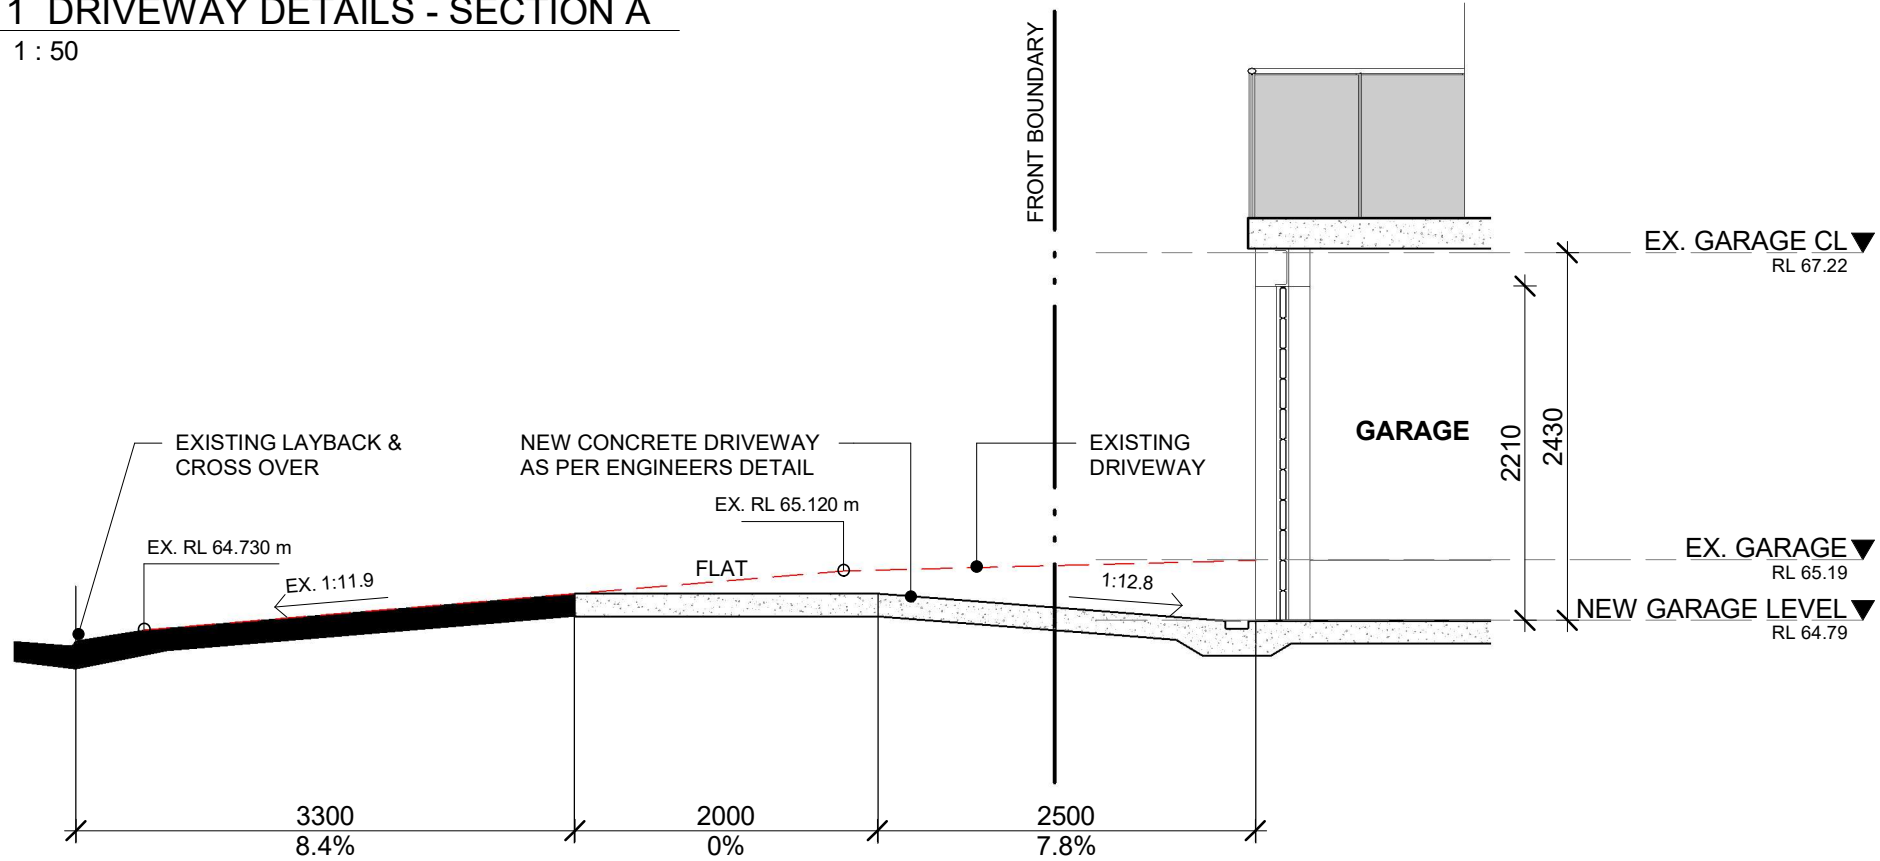 1 DRIVEWAY DETAILS - SECTION A
1 : 50
FRONT BOUNDARY
EX. GARAGE CL
RL 67.22
GARAGE
2210
2430
EXISTING LAYBACK &
CROSS OVER
NEW CONCRETE DRIVEWAY
AS PER ENGINEERS DETAIL
EXISTING
DRIVEWAY
EX. RL 65.120 m
EX. RL 64.730 m
EX. 1:11.9
FLAT
1:12.8
EX. GARAGE
RL 65.19
NEW GARAGE LEVEL
RL 64.79
3300
8.4%
2000
0%
2500
7.8%